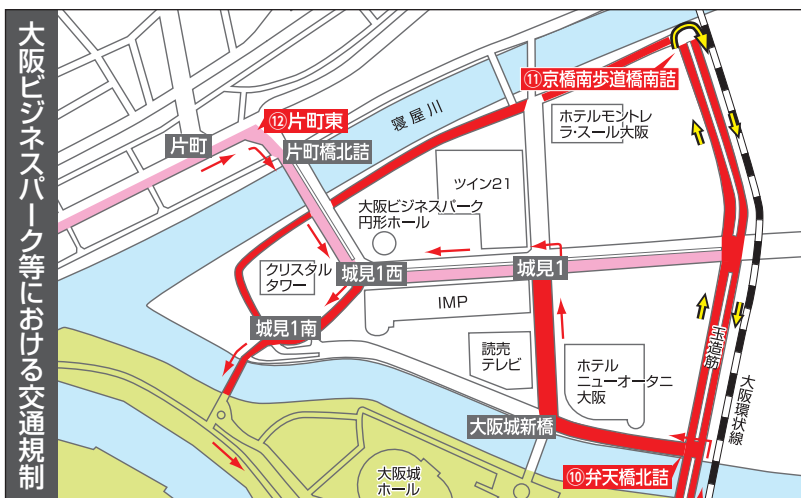 大阪ビジネスパーク等における交通規制
⑪京橋南歩道橋南詰
⑫片町東
寝屋川
ホテルモントレ
ラ・スール大阪
片町
片町橋北詰
ツイン21
大阪ビジネスパーク
円形ホール
クリスタル
タワー
城見1西
城見1
IMP
城見1南
玉造筋
読売
テレビ
ホテル
ニューオータニ
大阪
大阪環状線
大阪城新橋
⑩弁天橋北詰
大阪城
ホール